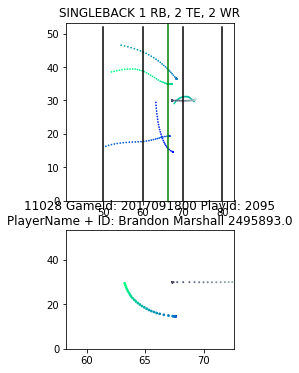 SINGLEBACK 1 RB, 2 TE, 2 WR
50
40
30
20
10
0
50 60 70 80
11028 GameId: 2017091800 PlayId: 2095
PlayerName + ID: Brandon Marshall 2495893.0
40
20
0
60 65 70